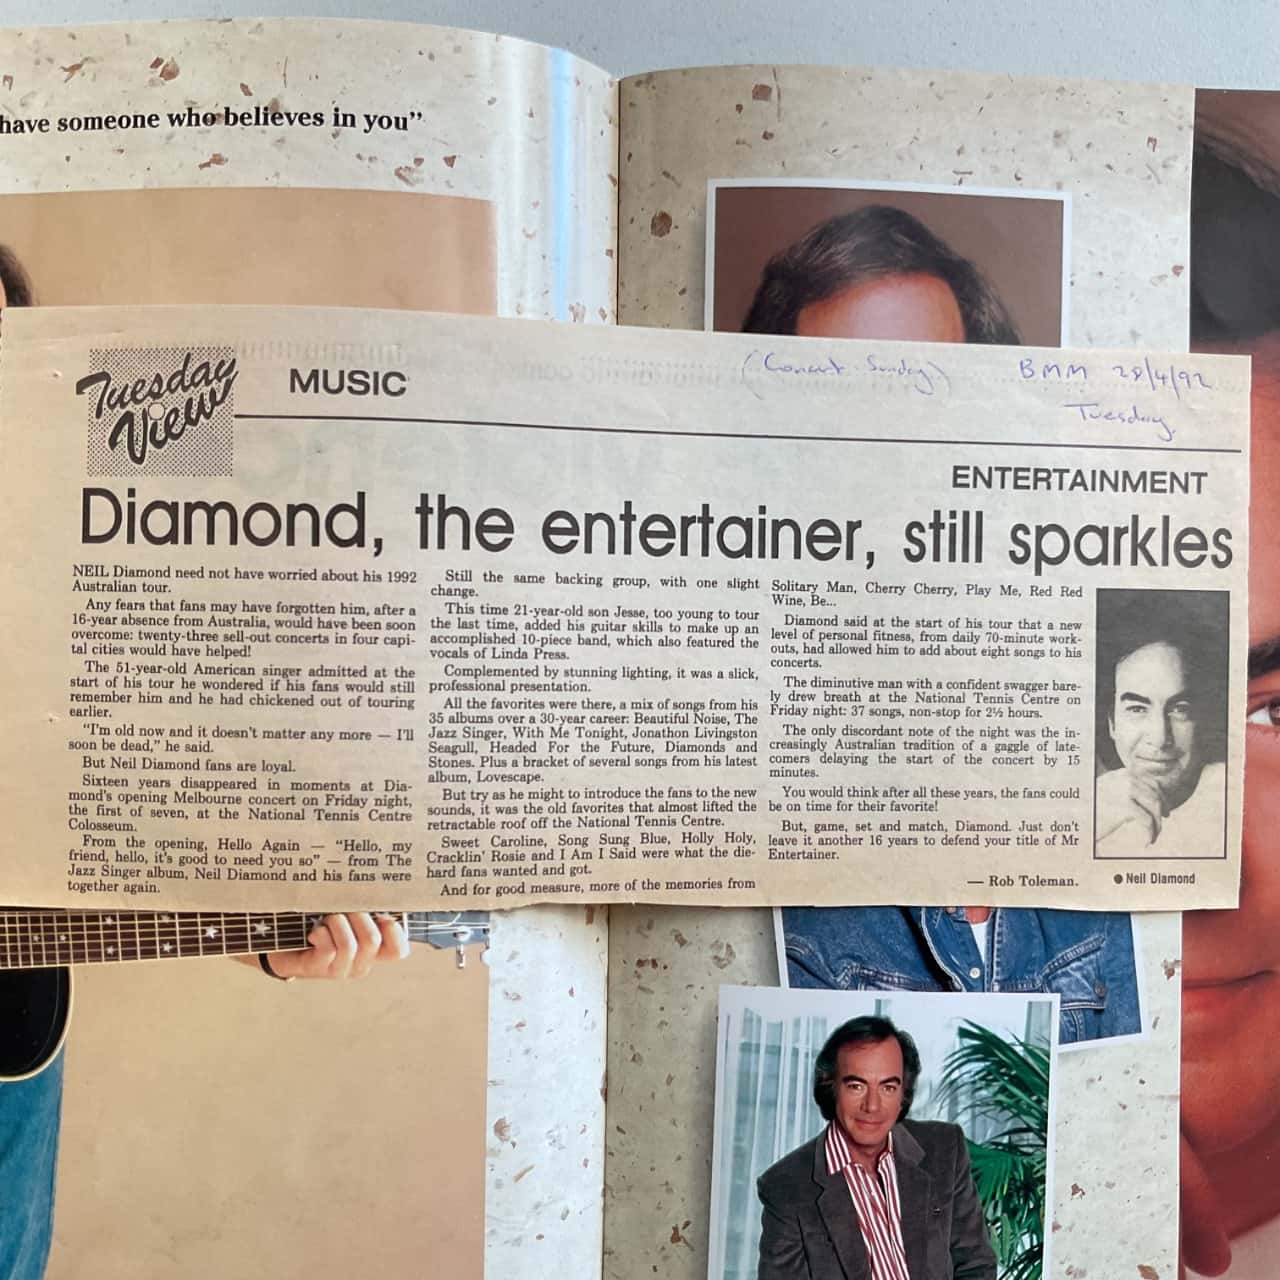 have someone who believes in you”
Tuesday
View
MUSIC
(Concert Sunday)
BMM 28/4/92
Tuesday.
ENTERTAINMENT
Diamond, the entertainer, still sparkles
NEIL Diamond need not have worried about his 1992
Australian tour.
Any fears that fans may have forgotten him, after a
16-year absence from Australia, would have been soon
overcome: twenty-three sell-out concerts in four capi-
tal cities would have helped!
The 51-year-old American singer admitted at the
start of his tour he wondered if his fans would still
remember him and he had chickened out of touring
earlier.
“I’m old now and it doesn’t matter any more — I’ll
soon be dead,” he said.
But Neil Diamond fans are loyal.
Sixteen years disappeared in moments at Dia-
mond’s opening Melbourne concert on Friday night,
the first of seven, at the National Tennis Centre
Colosseum.
From the opening, Hello Again — “Hello, my
friend, hello, it’s good to need you so” — from The
Jazz Singer album, Neil Diamond and his fans were
together again.
Still the same backing group, with one slight
change.
This time 21-year-old son Jesse, too young to tour
the last time, added his guitar skills to make up an
accomplished 10-piece band, which also featured the
vocals of Linda Press.
Complemented by stunning lighting, it was a slick,
professional presentation.
All the favorites were there, a mix of songs from his
35 albums over a 30-year career: Beautiful Noise, The
Jazz Singer, With Me Tonight, Jonathon Livingston
Seagull, Headed For the Future, Diamonds and
Stones. Plus a bracket of several songs from his latest
album, Lovescape.
But try as he might to introduce the fans to the new
sounds, it was the old favorites that almost lifted the
retractable roof off the National Tennis Centre.
Sweet Caroline, Song Sung Blue, Holly Holy,
Cracklin’ Rosie and I Am I Said were what the die-
hard fans wanted and got.
And for good measure, more of the memories from
Solitary Man, Cherry Cherry, Play Me, Red Red
Wine, Be...
Diamond said at the start of his tour that a new
level of personal fitness, from daily 70-minute work-
outs, had allowed him to add about eight songs to his
concerts.
The diminutive man with a confident swagger bare-
ly drew breath at the National Tennis Centre on
Friday night: 37 songs, non-stop for 2½ hours.
The only discordant note of the night was the in-
creasingly Australian tradition of a gaggle of late-
comers delaying the start of the concert by 15
minutes.
You would think after all these years, the fans could
be on time for their favorite!
But, game, set and match, Diamond. Just don’t
leave it another 16 years to defend your title of Mr
Entertainer.
— Rob Toleman.
● Neil Diamond